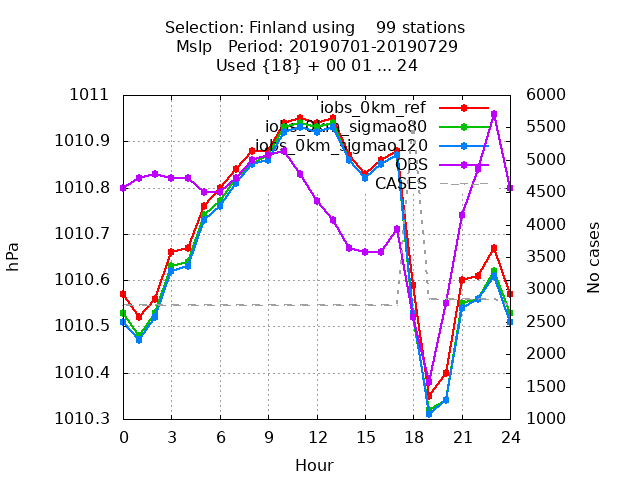 Selection: Finland using    99 stations
Mslp   Period: 20190701-20190729
Used {18} + 00 01 ... 24
1011
1010.9
1010.8
1010.7
1010.6
1010.5
1010.4
1010.3
hPa
6000
5500
5000
4500
4000
3500
3000
2500
2000
1500
1000
No cases
iobs_0km_ref
iobs_0km_sigmao80
iobs_0km_sigmao120
OBS
CASES
0 3 6 9 12 15 18 21 24
Hour